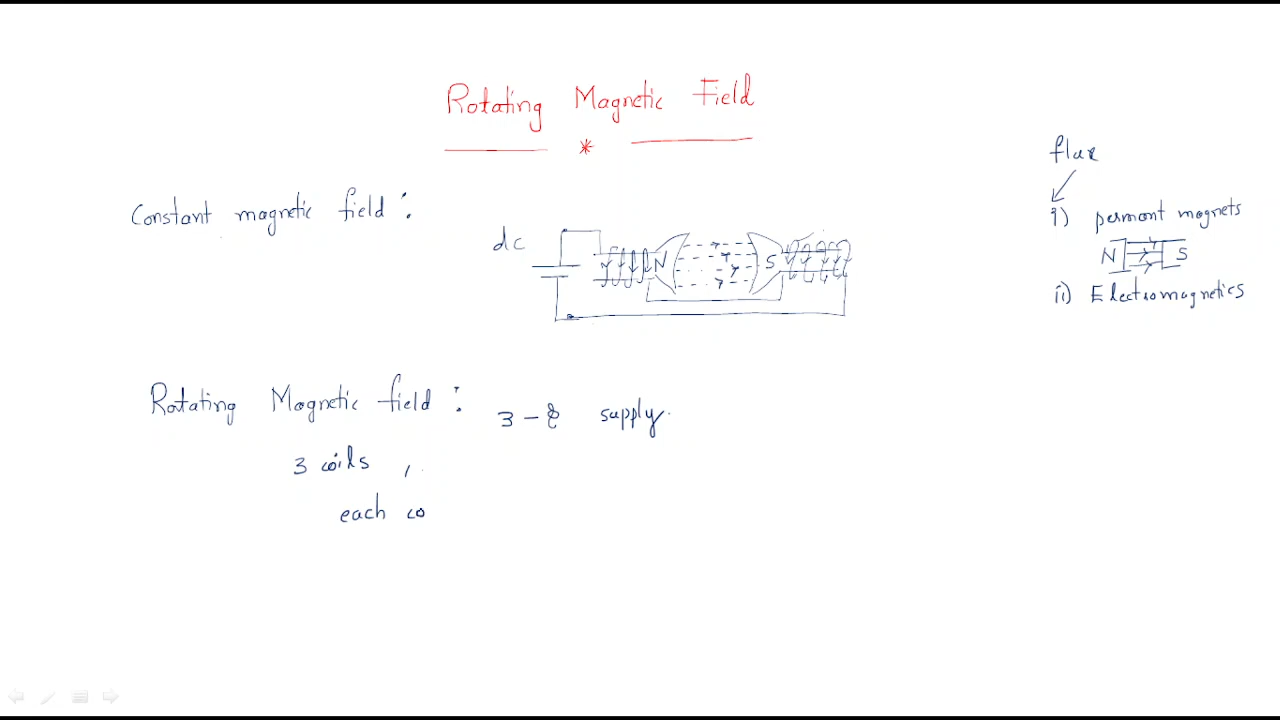 Rotating Magnetic Field
*
flux
Constant magnetic field :
i) permont magnets
dc
N S
N S
ii) Electromagnetics
Rotating Magnetic field : 3 - supply.
3 coils ,
each co